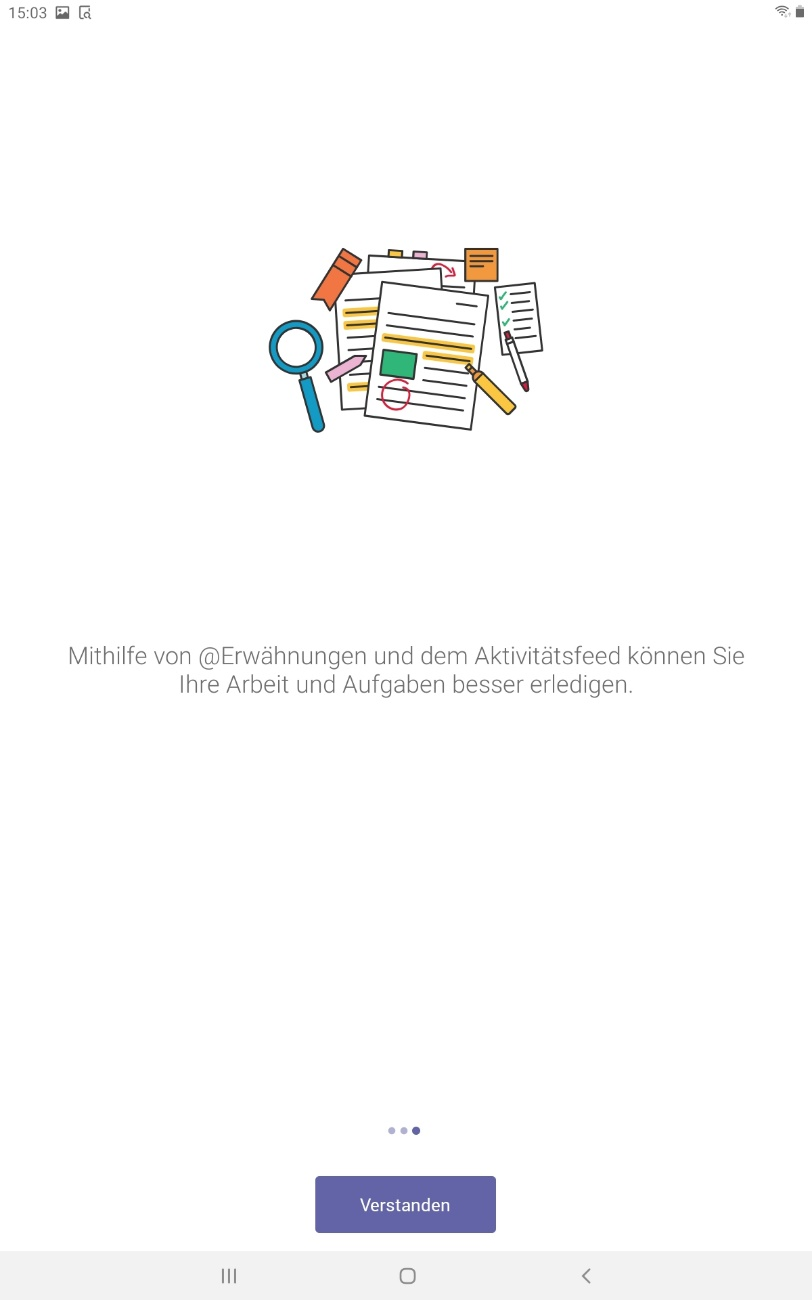 15:03
Mithilfe von @Erwähnungen und dem Aktivitätsfeed können Sie
Ihre Arbeit und Aufgaben besser erledigen.
Verstanden